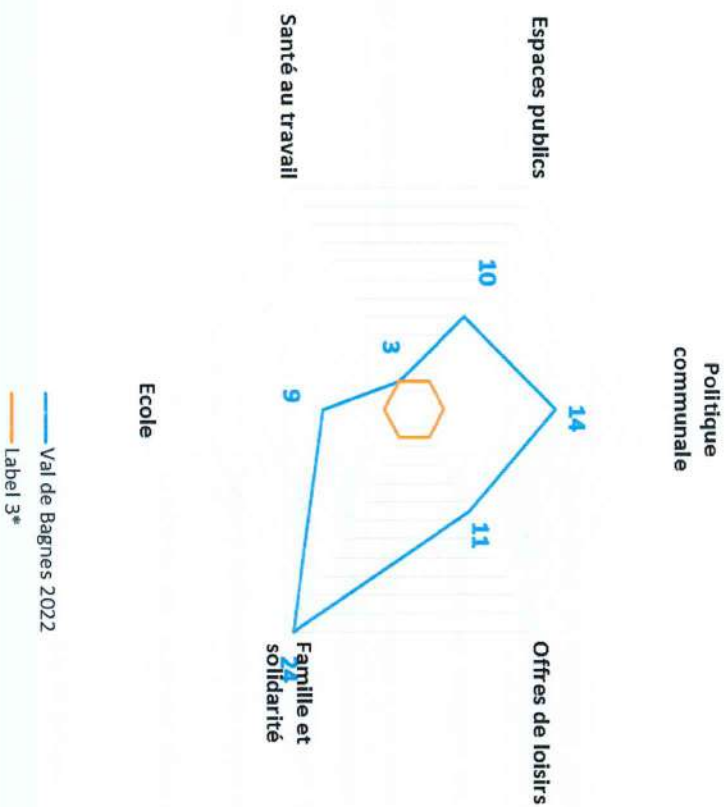 Politique
communale
Espaces publics
Offres de loisirs
14
10
11
3
9
Santé au travail
Famille et
24
solidarité
Ecole
Val de Bagnes 2022
Label 3*